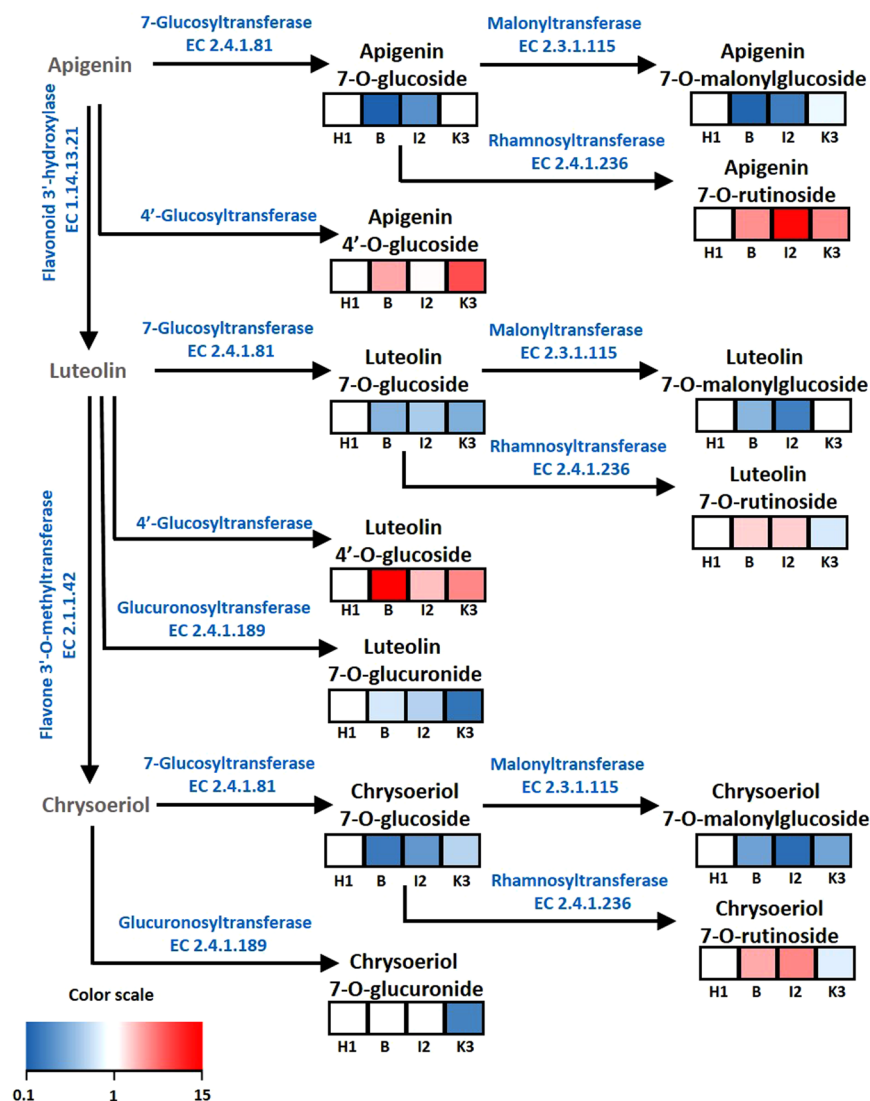 7-Glucosyltransferase
EC 2.4.1.81
Malonyltransferase
EC 2.3.1.115
Apigenin
Apigenin
7-O-glucoside
Apigenin
7-O-malonylglucoside
H1 B I2 K3
H1 B I2 K3
Flavonoid 3'-hydroxylase
EC 1.14.13.21
Rhamnosyltransferase
EC 2.4.1.236
Apigenin
7-O-rutinoside
H1 B I2 K3
4’-Glucosyltransferase
Apigenin
4’-O-glucoside
H1 B I2 K3
7-Glucosyltransferase
EC 2.4.1.81
Malonyltransferase
EC 2.3.1.115
Luteolin
Luteolin
7-O-glucoside
Luteolin
7-O-malonylglucoside
H1 B I2 K3
H1 B I2 K3
Rhamnosyltransferase
EC 2.4.1.236
Luteolin
7-O-rutinoside
H1 B I2 K3
4’-Glucosyltransferase
Luteolin
4’-O-glucoside
H1 B I2 K3
Flavone 3'-O-methyltransferase
EC 2.1.1.42
Glucuronosyltransferase
EC 2.4.1.189
Luteolin
7-O-glucuronide
H1 B I2 K3
7-Glucosyltransferase
EC 2.4.1.81
Malonyltransferase
EC 2.3.1.115
Chrysoeriol
Chrysoeriol
7-O-glucoside
Chrysoeriol
7-O-malonylglucoside
H1 B I2 K3
H1 B I2 K3
Rhamnosyltransferase
EC 2.4.1.236
Chrysoeriol
7-O-rutinoside
H1 B I2 K3
Glucuronosyltransferase
EC 2.4.1.189
Chrysoeriol
7-O-glucuronide
H1 B I2 K3
Color scale
0.1 1 15